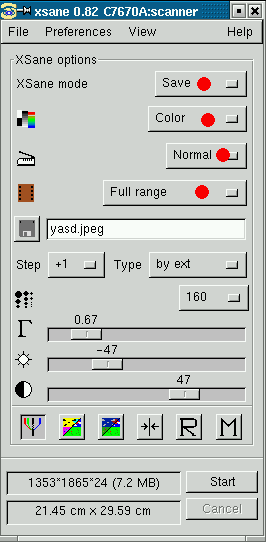 xsane 0.82 C7670A:scanner
File Preferences View Help
XSane options
XSane mode Save
Color
Normal
Full range
yasd.jpeg
Step +1 Type by ext
160
Γ 0.67
-47
47
R M
1353*1865*24 (7.2 MB) Start
21.45 cm x 29.59 cm Cancel